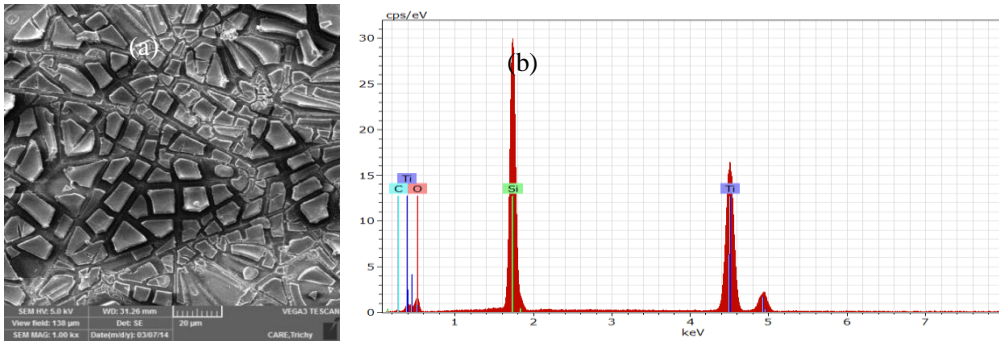 (a)
SEM HV: 5.0 kV WD: 31.26 mm VEGA3 TESCAN
View field: 138 µm Det: SE 20 µm
SEM MAG: 1.00 kx Date(m/d/y): 03/07/14 CARE,Trichy
cps/eV
(b)
30
25
20
15
10
5
0
Ti
C O Si Ti
1 2 3 4 5 6 7
keV